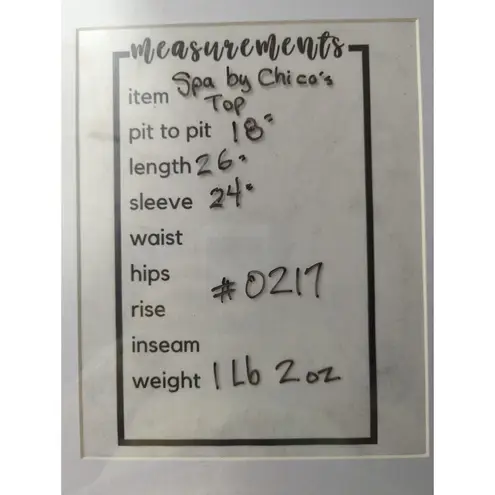 measurements
item Spa by Chico's
Top
pit to pit 18"
length 26"
sleeve 24"
waist
hips
#0217
rise
inseam
weight 1 Lb 2 oz